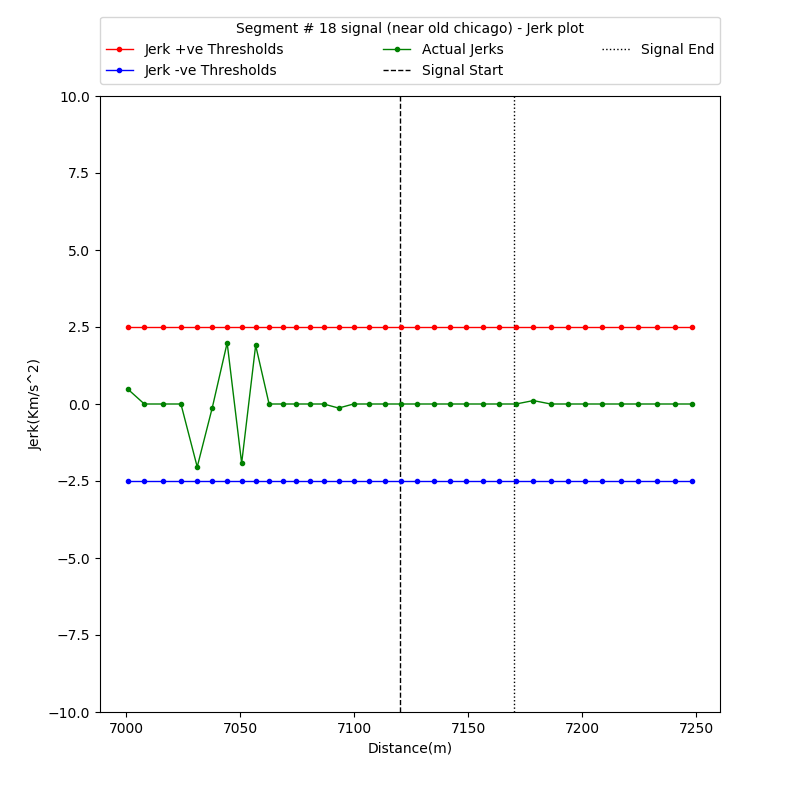 Segment # 18 signal (near old chicago) - Jerk plot
Jerk +ve Thresholds Actual Jerks Signal End
Jerk -ve Thresholds Signal Start
10.0
7.5
5.0
2.5
0.0
−2.5
−5.0
−7.5
−10.0
Jerk(Km/s^2)
7000 7050 7100 7150 7200 7250
Distance(m)